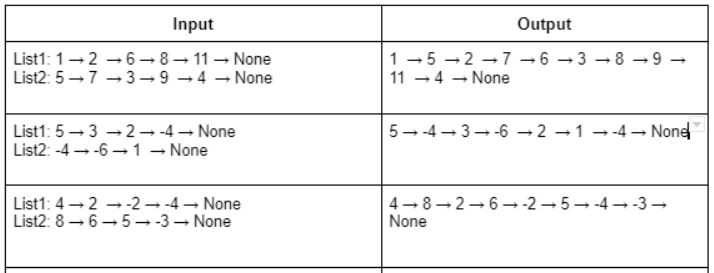 Input
Output
List1: 1 → 2 → 6 → 8 → 11 → None
List2: 5 → 7 → 3 → 9 → 4 → None
1 → 5 → 2 → 7 → 6 → 3 → 8 → 9 →
11 → 4 → None
List1: 5 → 3 → 2 → -4 → None
List2: -4 → -6 → 1 → None
5 → -4 → 3 → -6 → 2 → 1 → -4 → None
List1: 4 → 2 → -2 → -4 → None
List2: 8 → 6 → 5 → -3 → None
4 → 8 → 2 → 6 → -2 → 5 → -4 → -3 →
None